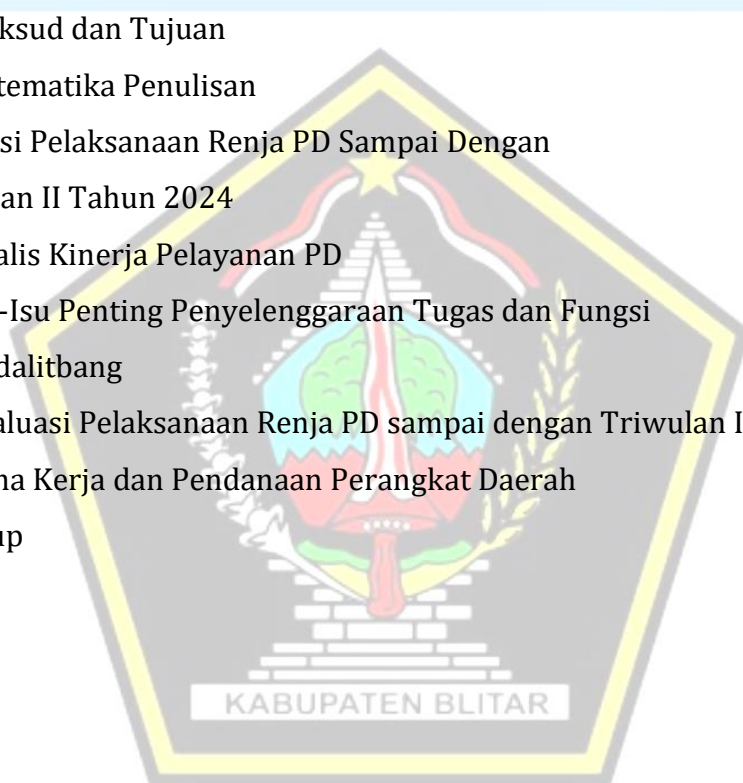 ksud dan Tujuan
tematika Penulisan
si Pelaksanaan Renja PD Sampai Dengan
an II Tahun 2024
alis Kinerja Pelayanan PD
-Isu Penting Penyelenggaraan Tugas dan Fungsi
dalitbang
aluasi Pelaksanaan Renja PD sampai dengan Triwulan I
na Kerja dan Pendanaan Perangkat Daerah
up
KABUPATEN BLITAR